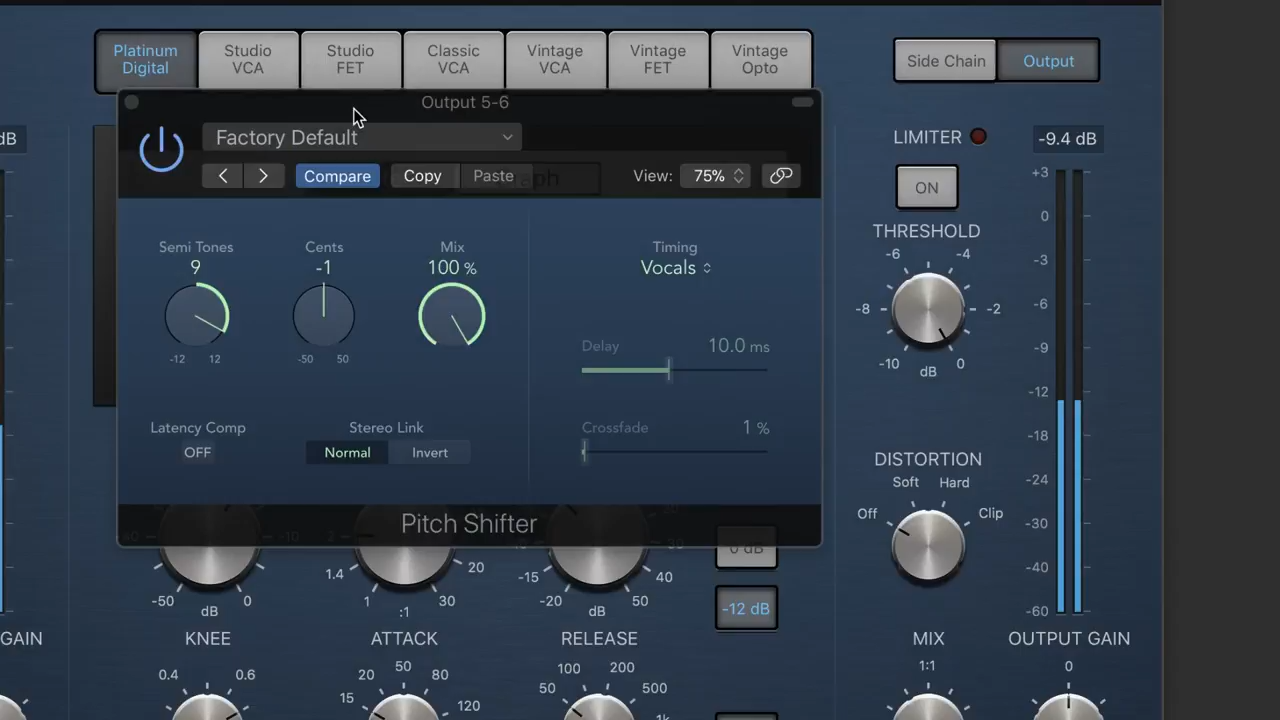 Platinum Digital
Studio VCA
Studio FET
Classic VCA
Vintage VCA
Vintage FET
Vintage Opto
Side Chain
Output
Output 5-6
dB
Factory Default
LIMITER
-9.4 dB
Compare
Copy
Paste
View:
75%
ON
THRESHOLD
-6
-4
-8
-2
-10
0
dB
+3
0
-3
-6
-9
-12
-18
-24
-30
-40
-60
Semi Tones
9
-12
12
Cents
-1
-50
50
Mix
100 %
Timing
Vocals
Delay
10.0 ms
Crossfade
1 %
Latency Comp
OFF
Stereo Link
Normal
Invert
Pitch Shifter
DISTORTION
Soft
Hard
Off
Clip
-50
0
dB
1.4
20
1
30
:1
-15
40
-20
50
dB
0 dB
-12 dB
GAIN
KNEE
ATTACK
RELEASE
MIX
OUTPUT GAIN
0.4
0.6
15
20
50
80
120
50
100
200
500
1k
1:1
0